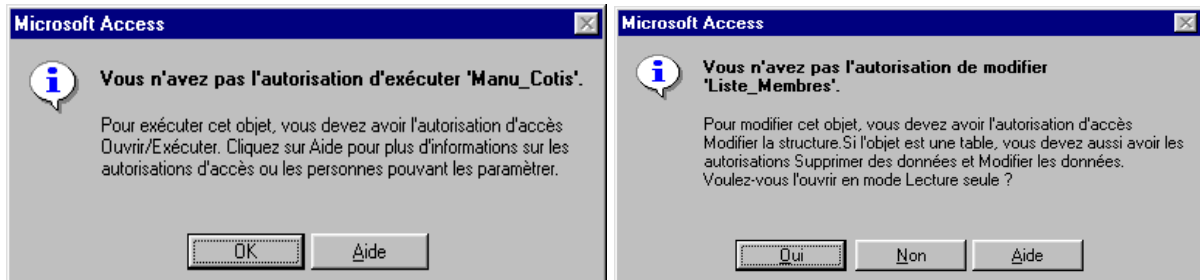 Microsoft Access
Vous n'avez pas l'autorisation d'exécuter 'Manu_Cotis'.
Pour exécuter cet objet, vous devez avoir l'autorisation d'accès
Ouvrir/Exécuter. Cliquez sur Aide pour plus d'informations sur les
autorisations d'accès ou les personnes pouvant les paramètrer.
OK
Aide
Microsoft Access
Vous n'avez pas l'autorisation de modifier
'Liste_Membres'.
Pour modifier cet objet, vous devez avoir l'autorisation d'accès
Modifier la structure.Si l'objet est une table, vous devez aussi avoir les
autorisations Supprimer des données et Modifier les données.
Voulez-vous l'ouvrir en mode Lecture seule ?
Oui
Non
Aide